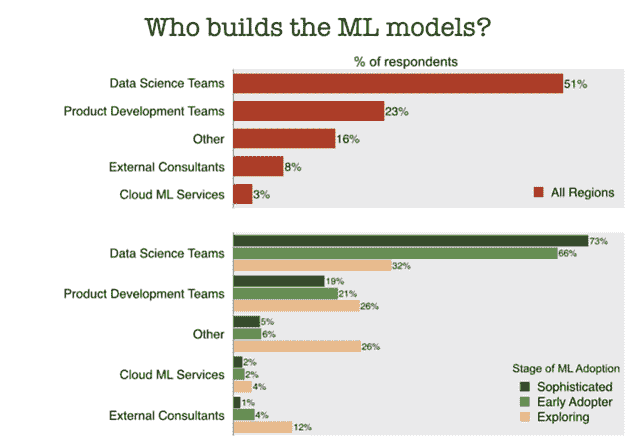 Who builds the ML models?
% of respondents
Data Science Teams 51%
Product Development Teams 23%
Other 16%
External Consultants 8%
Cloud ML Services 3%
All Regions
73%
Data Science Teams 66%
32%
19%
Product Development Teams 21%
26%
5%
Other 6%
26%
2%
Cloud ML Services 2%
4%
1%
External Consultants 4%
12%
Stage of ML Adoption
Sophisticated
Early Adopter
Exploring